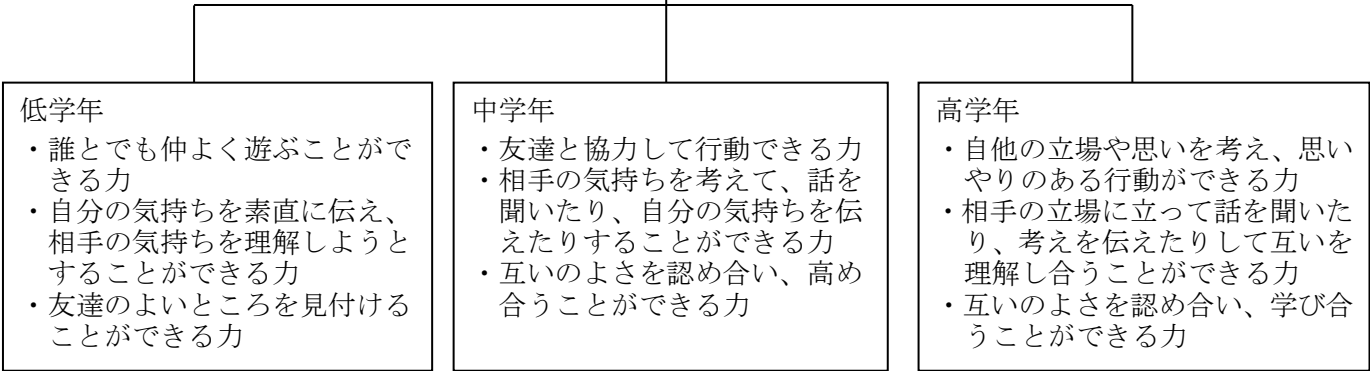 低学年
・誰とでも仲よく遊ぶことがで
きる力
・自分の気持ちを素直に伝え、
相手の気持ちを理解しようと
することができる力
・友達のよいところを見付ける
ことができる力
中学年
・友達と協力して行動できる力
・相手の気持ちを考えて、話を
聞いたり、自分の気持ちを伝
えたりすることができる力
・互いのよさを認め合い、高め
合うことができる力
高学年
・自他の立場や思いを考え、思い
やりのある行動ができる力
・相手の立場に立って話を聞いた
り、考えを伝えたりして互いを
理解し合うことができる力
・互いのよさを認め合い、学び合
うことができる力